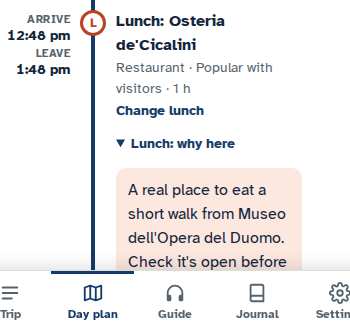 ARRIVE
12:48 pm
LEAVE
1:48 pm
L
Lunch: Osteria
de'Cicalini
Restaurant · Popular with
visitors · 1 h
Change lunch
▼ Lunch: why here
A real place to eat a
short walk from Museo
dell'Opera del Duomo.
Check it's open before
Trip
Day plan
Guide
Journal
Settin